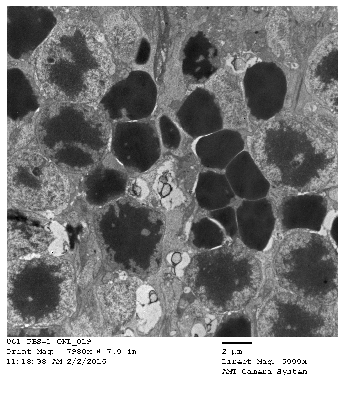 Print Mag: 7980x @ 7.0 in
11:18:38 AM 2/2/2016
2 µm
Direct Mag: 5000x
AMT Camera System